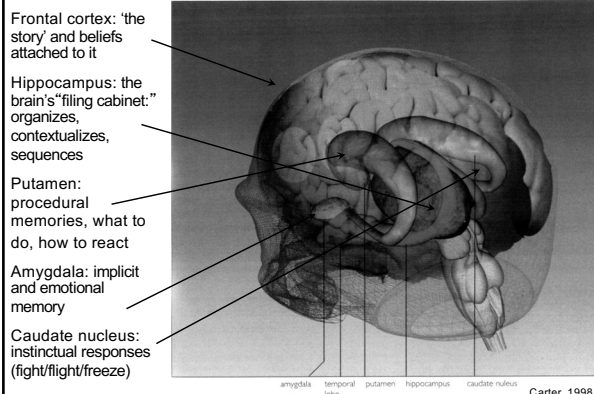 Frontal cortex: ‘the
story’ and beliefs
attached to it
Hippocampus: the
brain’s“filing cabinet:”
organizes,
contextualizes,
sequences
Putamen:
procedural
memories, what to
do, how to react
Amygdala: implicit
and emotional
memory
Caudate nucleus:
instinctual responses
(fight/flight/freeze)
amygdala temporal putamen hippocampus caudate nuleus
lobe
Carter, 1998